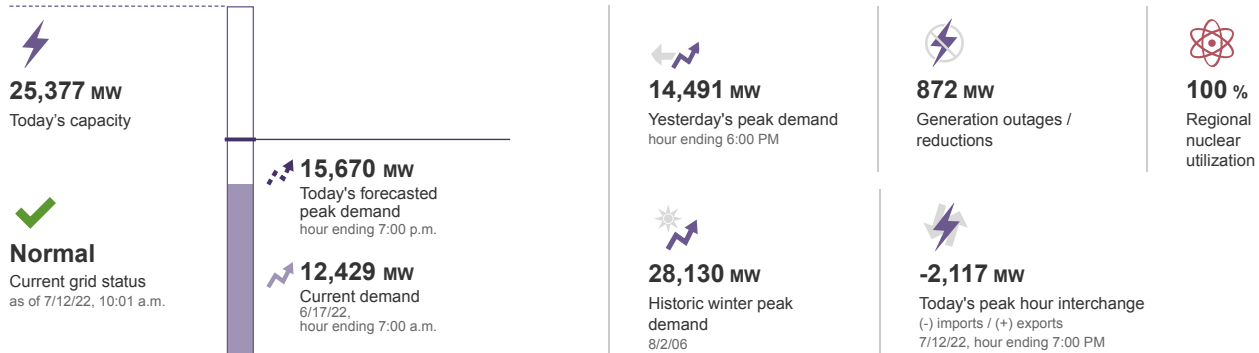 25,377 MW
Today's capacity
Normal
Current grid status
as of 7/12/22, 10:01 a.m.
15,670 MW
Today's forecasted
peak demand
hour ending 7:00 p.m.
12,429 MW
Current demand
6/17/22,
hour ending 7:00 a.m.
14,491 MW
Yesterday's peak demand
hour ending 6:00 PM
872 MW
Generation outages /
reductions
100 %
Regional
nuclear
utilization
28,130 MW
Historic winter peak
demand
8/2/06
-2,117 MW
Today's peak hour interchange
(-) imports / (+) exports
7/12/22, hour ending 7:00 PM